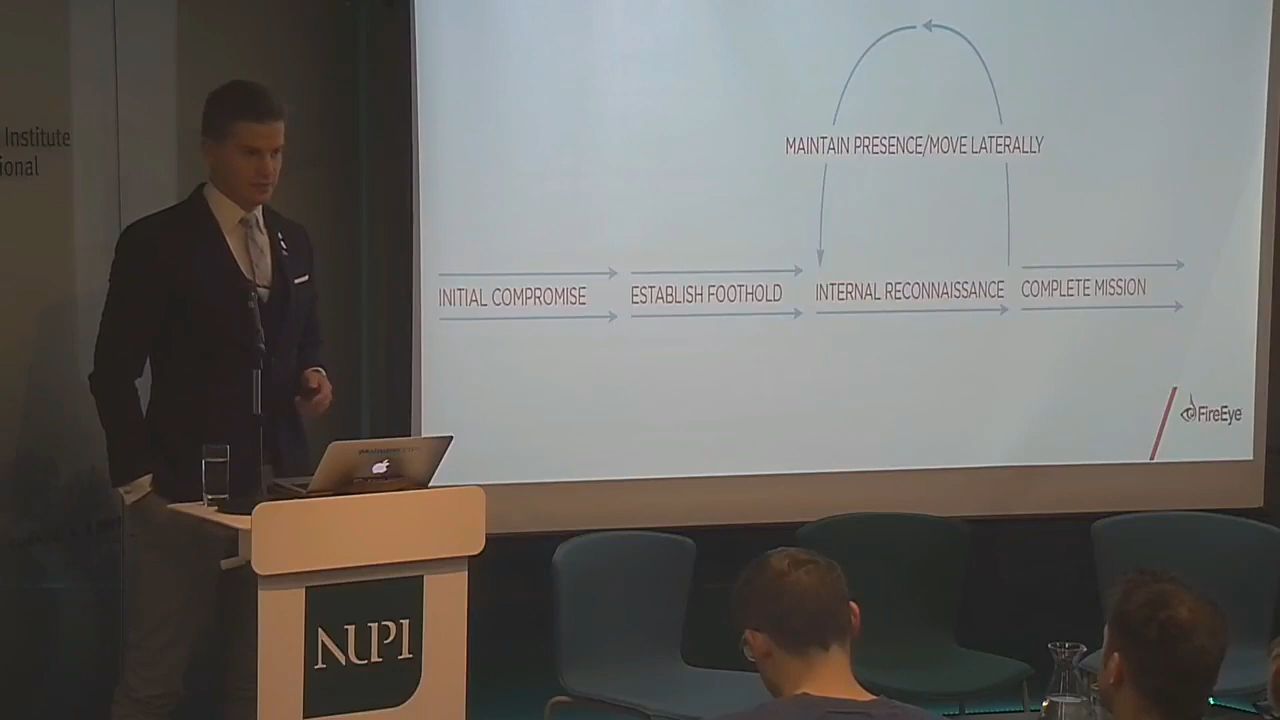 Institute
ional
MAINTAIN PRESENCE/MOVE LATERALLY
INITIAL COMPROMISE
ESTABLISH FOOTHOLD
INTERNAL RECONNAISSANCE
COMPLETE MISSION
FireEye
NUPI